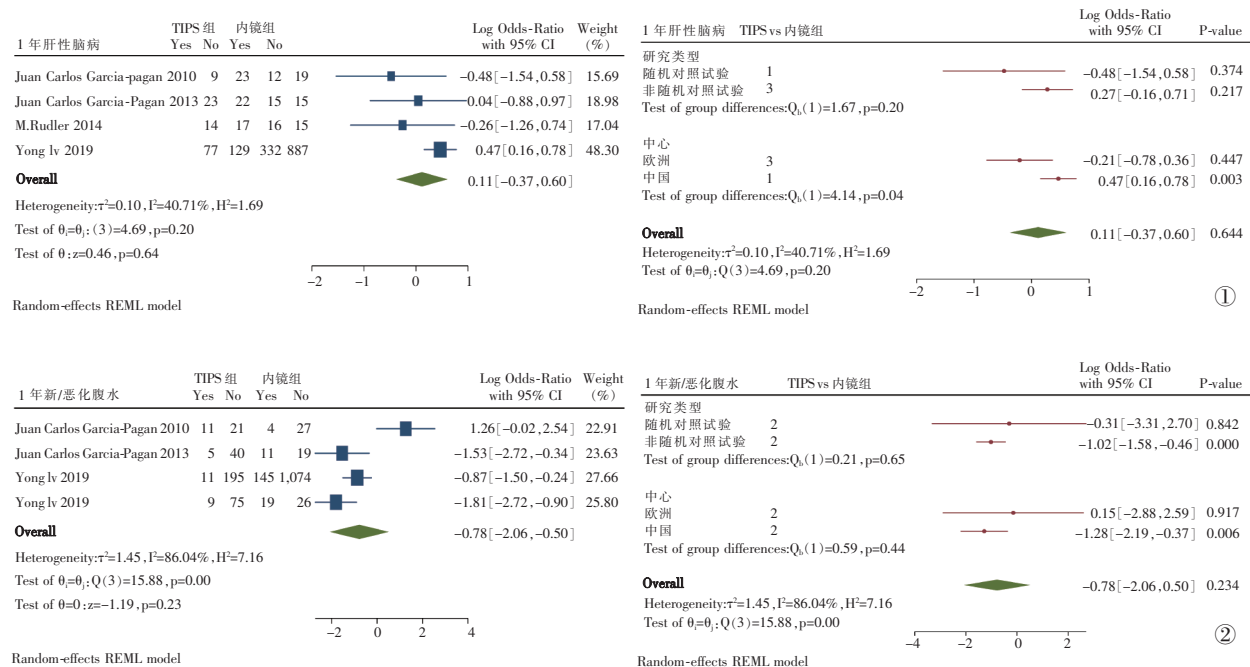 TIPS 组 内镜组 Log Odds-Ratio Weight
1 年肝性脑病 Yes No Yes No with 95% CI (%)
Juan Carlos Garcia-pagan 2010 9 23 12 19 −0.48[−1.54,0.58] 15.69
Juan Carlos Garcia-Pagan 2013 23 22 15 15 0.04[−0.88,0.97] 18.98
M.Rudler 2014 14 17 16 15 −0.26[−1.26,0.74] 17.04
Yong lv 2019 77 129 332 887 0.47[0.16,0.78] 48.30
Overall 0.11[−0.37,0.60]
Heterogeneity:τ²=0.10,I²=40.71%,H²=1.69
Test of θᵢ=θⱼ:(3)=4.69,p=0.20
Test of θ:z=0.46,p=0.64
−2 −1 0 1 2
Random-effects REML model
Log Odds-Ratio
1 年肝性脑病 TIPS vs 内镜组 with 95% CI P-value
研究类型
随机对照试验 1 −0.48[−1.54,0.58] 0.374
非随机对照试验 3 0.27[−0.16,0.71] 0.217
Test of group differences:Q_b(1)=1.67,p=0.20
中心
欧洲 3 −0.21[−0.78,0.36] 0.447
中国 1 0.47[0.16,0.78] 0.003
Test of group differences:Q_b(1)=4.14,p=0.04
Overall 0.11[−0.37,0.60] 0.644
Heterogeneity:τ²=0.10,I²=40.71%,H²=1.69
Test of θᵢ=θⱼ:Q(3)=4.69,p=0.20
−2 −1 0 1
Random-effects REML model
①
TIPS 组 内镜组 Log Odds-Ratio Weight
1 年新/恶化腹水 Yes No Yes No with 95% CI (%)
Juan Carlos Garcia-Pagan 2010 11 21 4 27 1.26[−0.02,2.54] 22.91
Juan Carlos Garcia-Pagan 2013 5 40 11 19 −1.53[−2.72,−0.34] 23.63
Yong lv 2019 11 195 145 1,074 −0.87[−1.50,−0.24] 27.66
Yong lv 2019 9 75 19 26 −1.81[−2.72,−0.90] 25.80
Overall −0.78[−2.06,−0.50]
Heterogeneity:τ²=1.45,I²=86.04%,H²=7.16
Test of θᵢ=θⱼ:Q(3)=15.88,p=0.00
Test of θ=0:z=−1.19,p=0.23
−2 0 2 4
Random-effects REML model
Log Odds-Ratio
1 年新/恶化腹水 TIPS vs 内镜组 with 95% CI P-value
研究类型
随机对照试验 2 −0.31[−3.31,2.70] 0.842
非随机对照试验 2 −1.02[−1.58,−0.46] 0.000
Test of group differences:Q_b(1)=0.21,p=0.65
中心
欧洲 2 0.15[−2.88,2.59] 0.917
中国 2 −1.28[−2.19,−0.37] 0.006
Test of group differences:Q_b(1)=0.59,p=0.44
Overall −0.78[−2.06,0.50] 0.234
Heterogeneity:τ²=1.45,I²=86.04%,H²=7.16
Test of θᵢ=θⱼ:Q(3)=15.88,p=0.00
−4 −2 0 2
Random-effects REML model
②